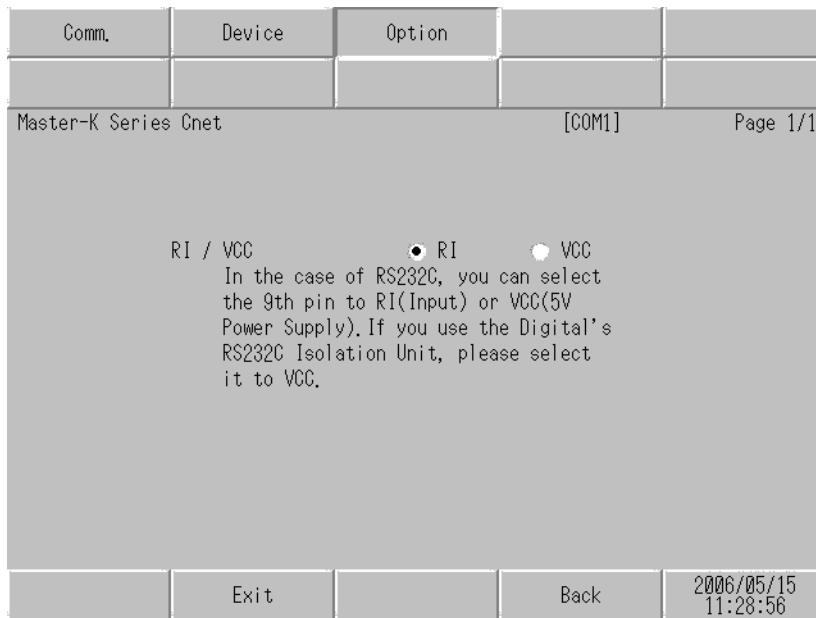 Comm. Device Option
Master-K Series Cnet [COM1] Page 1/1
RI / VCC RI VCC
In the case of RS232C, you can select
the 9th pin to RI(Input) or VCC(5V
Power Supply).If you use the Digital's
RS232C Isolation Unit, please select
it to VCC.
Exit Back 2006/05/15
11:28:56